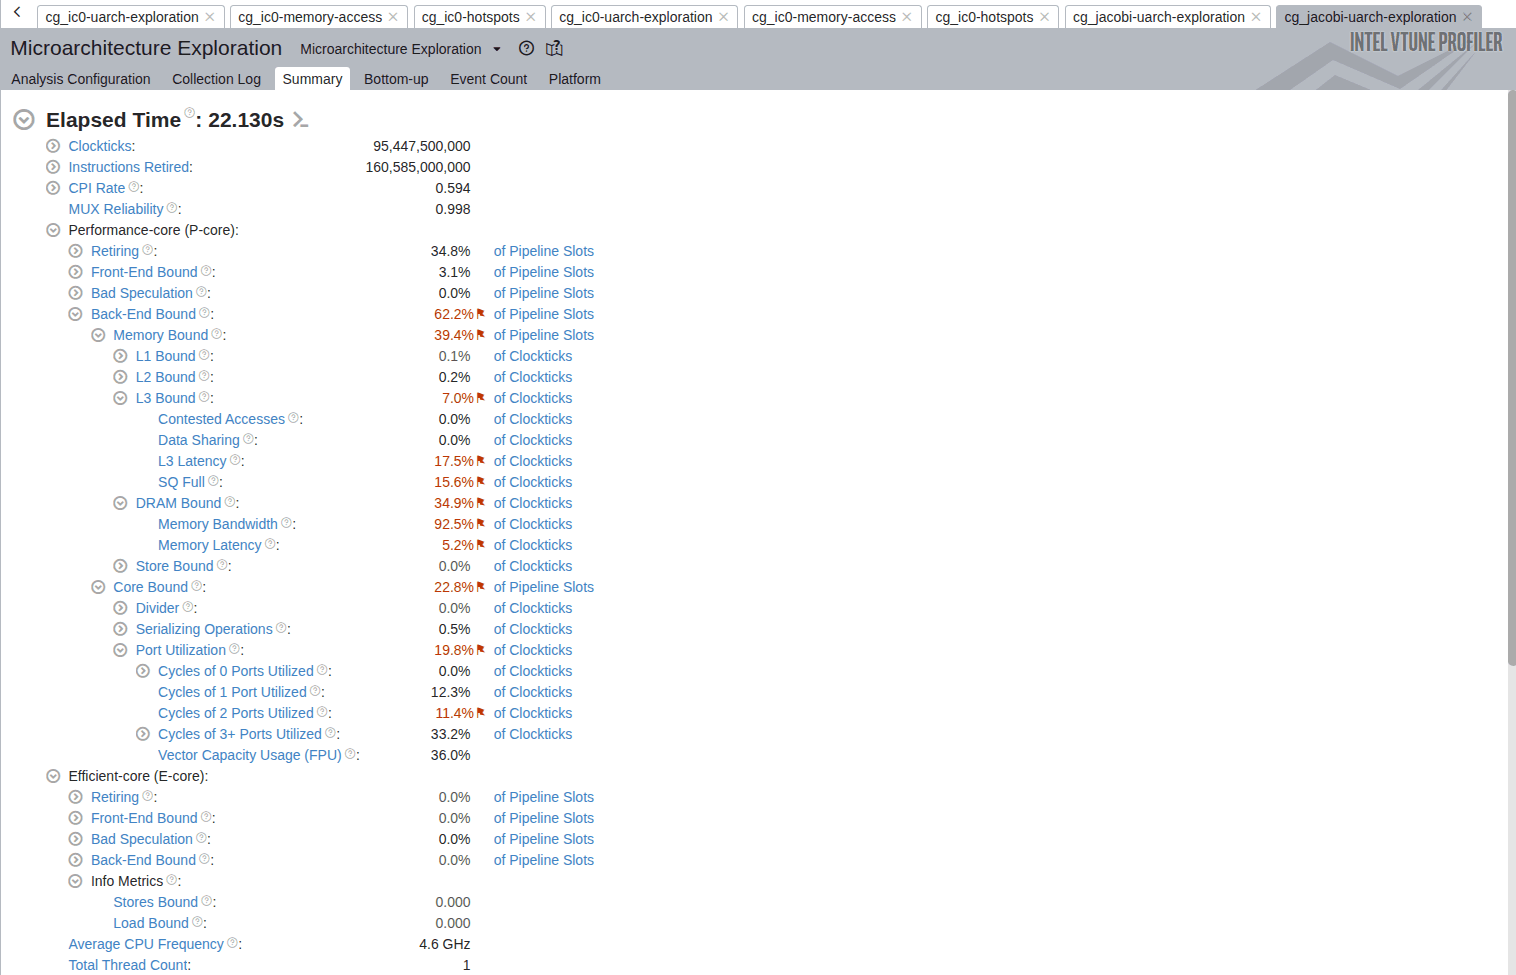 cg_ic0-uarch-exploration cg_ic0-memory-access cg_ic0-hotspots cg_ic0-uarch-exploration cg_ic0-memory-access cg_ic0-hotspots cg_jacobi-uarch-exploration cg_jacobi-uarch-exploration
Microarchitecture Exploration Microarchitecture Exploration INTEL VTUNE PROFILER
Analysis Configuration Collection Log Summary Bottom-up Event Count Platform
Elapsed Time: 22.130s
Clockticks: 95,447,500,000
Instructions Retired: 160,585,000,000
CPI Rate: 0.594
MUX Reliability: 0.998
Performance-core (P-core):
Retiring: 34.8% of Pipeline Slots
Front-End Bound: 3.1% of Pipeline Slots
Bad Speculation: 0.0% of Pipeline Slots
Back-End Bound: 62.2% of Pipeline Slots
Memory Bound: 39.4% of Pipeline Slots
L1 Bound: 0.1% of Clockticks
L2 Bound: 0.2% of Clockticks
L3 Bound: 7.0% of Clockticks
Contested Accesses: 0.0% of Clockticks
Data Sharing: 0.0% of Clockticks
L3 Latency: 17.5% of Clockticks
SQ Full: 15.6% of Clockticks
DRAM Bound: 34.9% of Clockticks
Memory Bandwidth: 92.5% of Clockticks
Memory Latency: 5.2% of Clockticks
Store Bound: 0.0% of Clockticks
Core Bound: 22.8% of Pipeline Slots
Divider: 0.0% of Clockticks
Serializing Operations: 0.5% of Clockticks
Port Utilization: 19.8% of Clockticks
Cycles of 0 Ports Utilized: 0.0% of Clockticks
Cycles of 1 Port Utilized: 12.3% of Clockticks
Cycles of 2 Ports Utilized: 11.4% of Clockticks
Cycles of 3+ Ports Utilized: 33.2% of Clockticks
Vector Capacity Usage (FPU): 36.0%
Efficient-core (E-core):
Retiring: 0.0% of Pipeline Slots
Front-End Bound: 0.0% of Pipeline Slots
Bad Speculation: 0.0% of Pipeline Slots
Back-End Bound: 0.0% of Pipeline Slots
Info Metrics:
Stores Bound: 0.000
Load Bound: 0.000
Average CPU Frequency: 4.6 GHz
Total Thread Count: 1